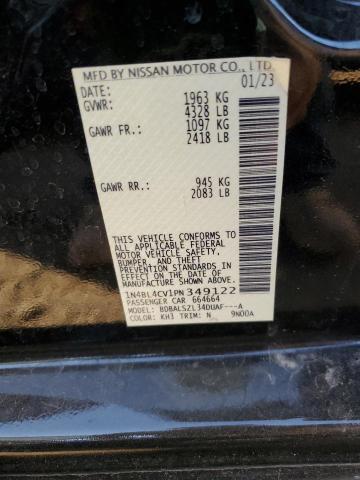 MFD BY NISSAN MOTOR CO., LTD.
DATE: 01/23
GVWR: 1963 KG
4328 LB
GAWR FR.: 1097 KG
2418 LB
GAWR RR.: 945 KG
2083 LB
THIS VEHICLE CONFORMS TO
ALL APPLICABLE FEDERAL
MOTOR VEHICLE SAFETY,
BUMPER, AND THEFT
PREVENTION STANDARDS
IN EFFECT ON THE DATE OF
MANUFACTURE SHOWN ABOVE.
1N4BL4CV1PN349122
PASSENGER CAR 664664
MODEL: BDBALSZL34DUAF---A
COLOR: KH3 TRIM: N 9N00A